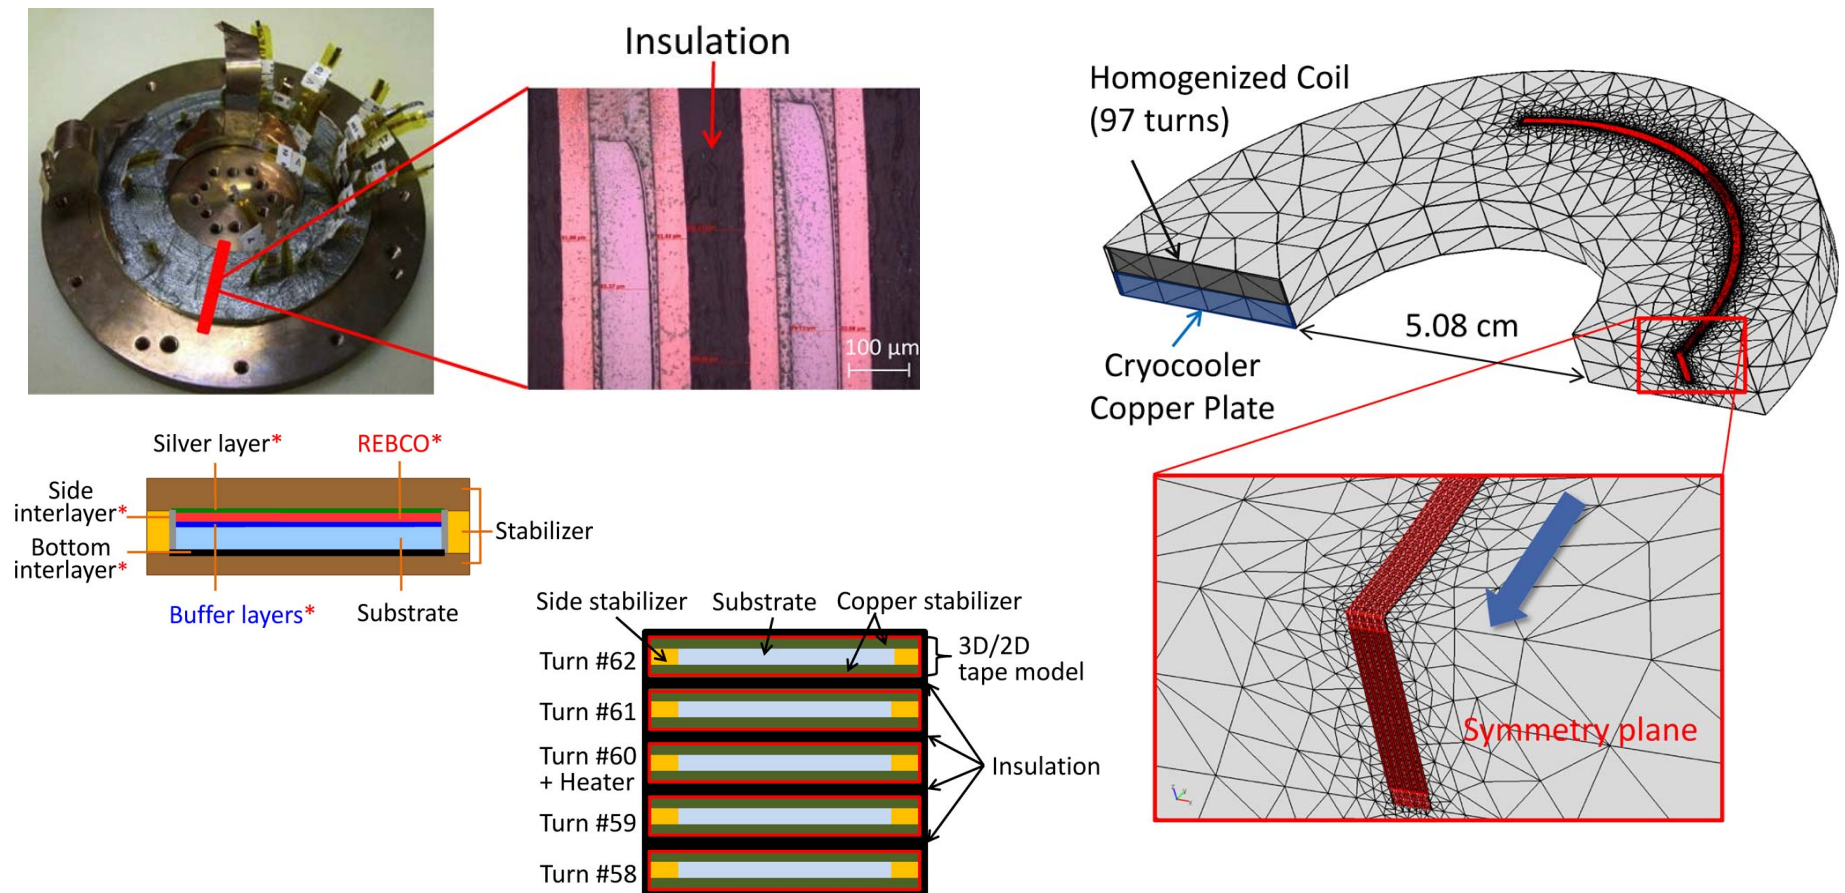 Insulation
100 µm
Homogenized Coil
(97 turns)
5.08 cm
Cryocooler
Copper Plate
Symmetry plane
Silver layer*
REBCO*
Side
interlayer*
Bottom
interlayer*
Stabilizer
Buffer layers*
Substrate
Side stabilizer
Substrate
Copper stabilizer
Turn #62
3D/2D
tape model
Turn #61
Turn #60
+ Heater
Insulation
Turn #59
Turn #58